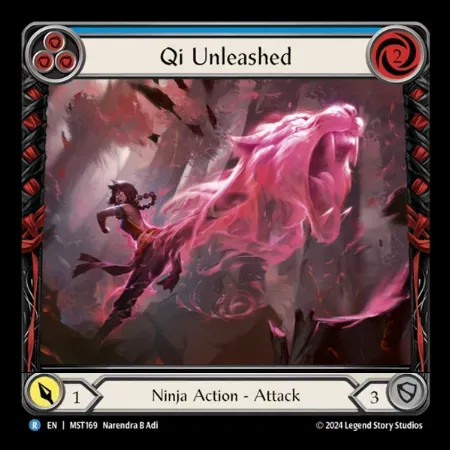 Qi Unleashed
2
1
Ninja Action - Attack
3
R EN | MST169 Narendra B Adi
© 2024 Legend Story Studios